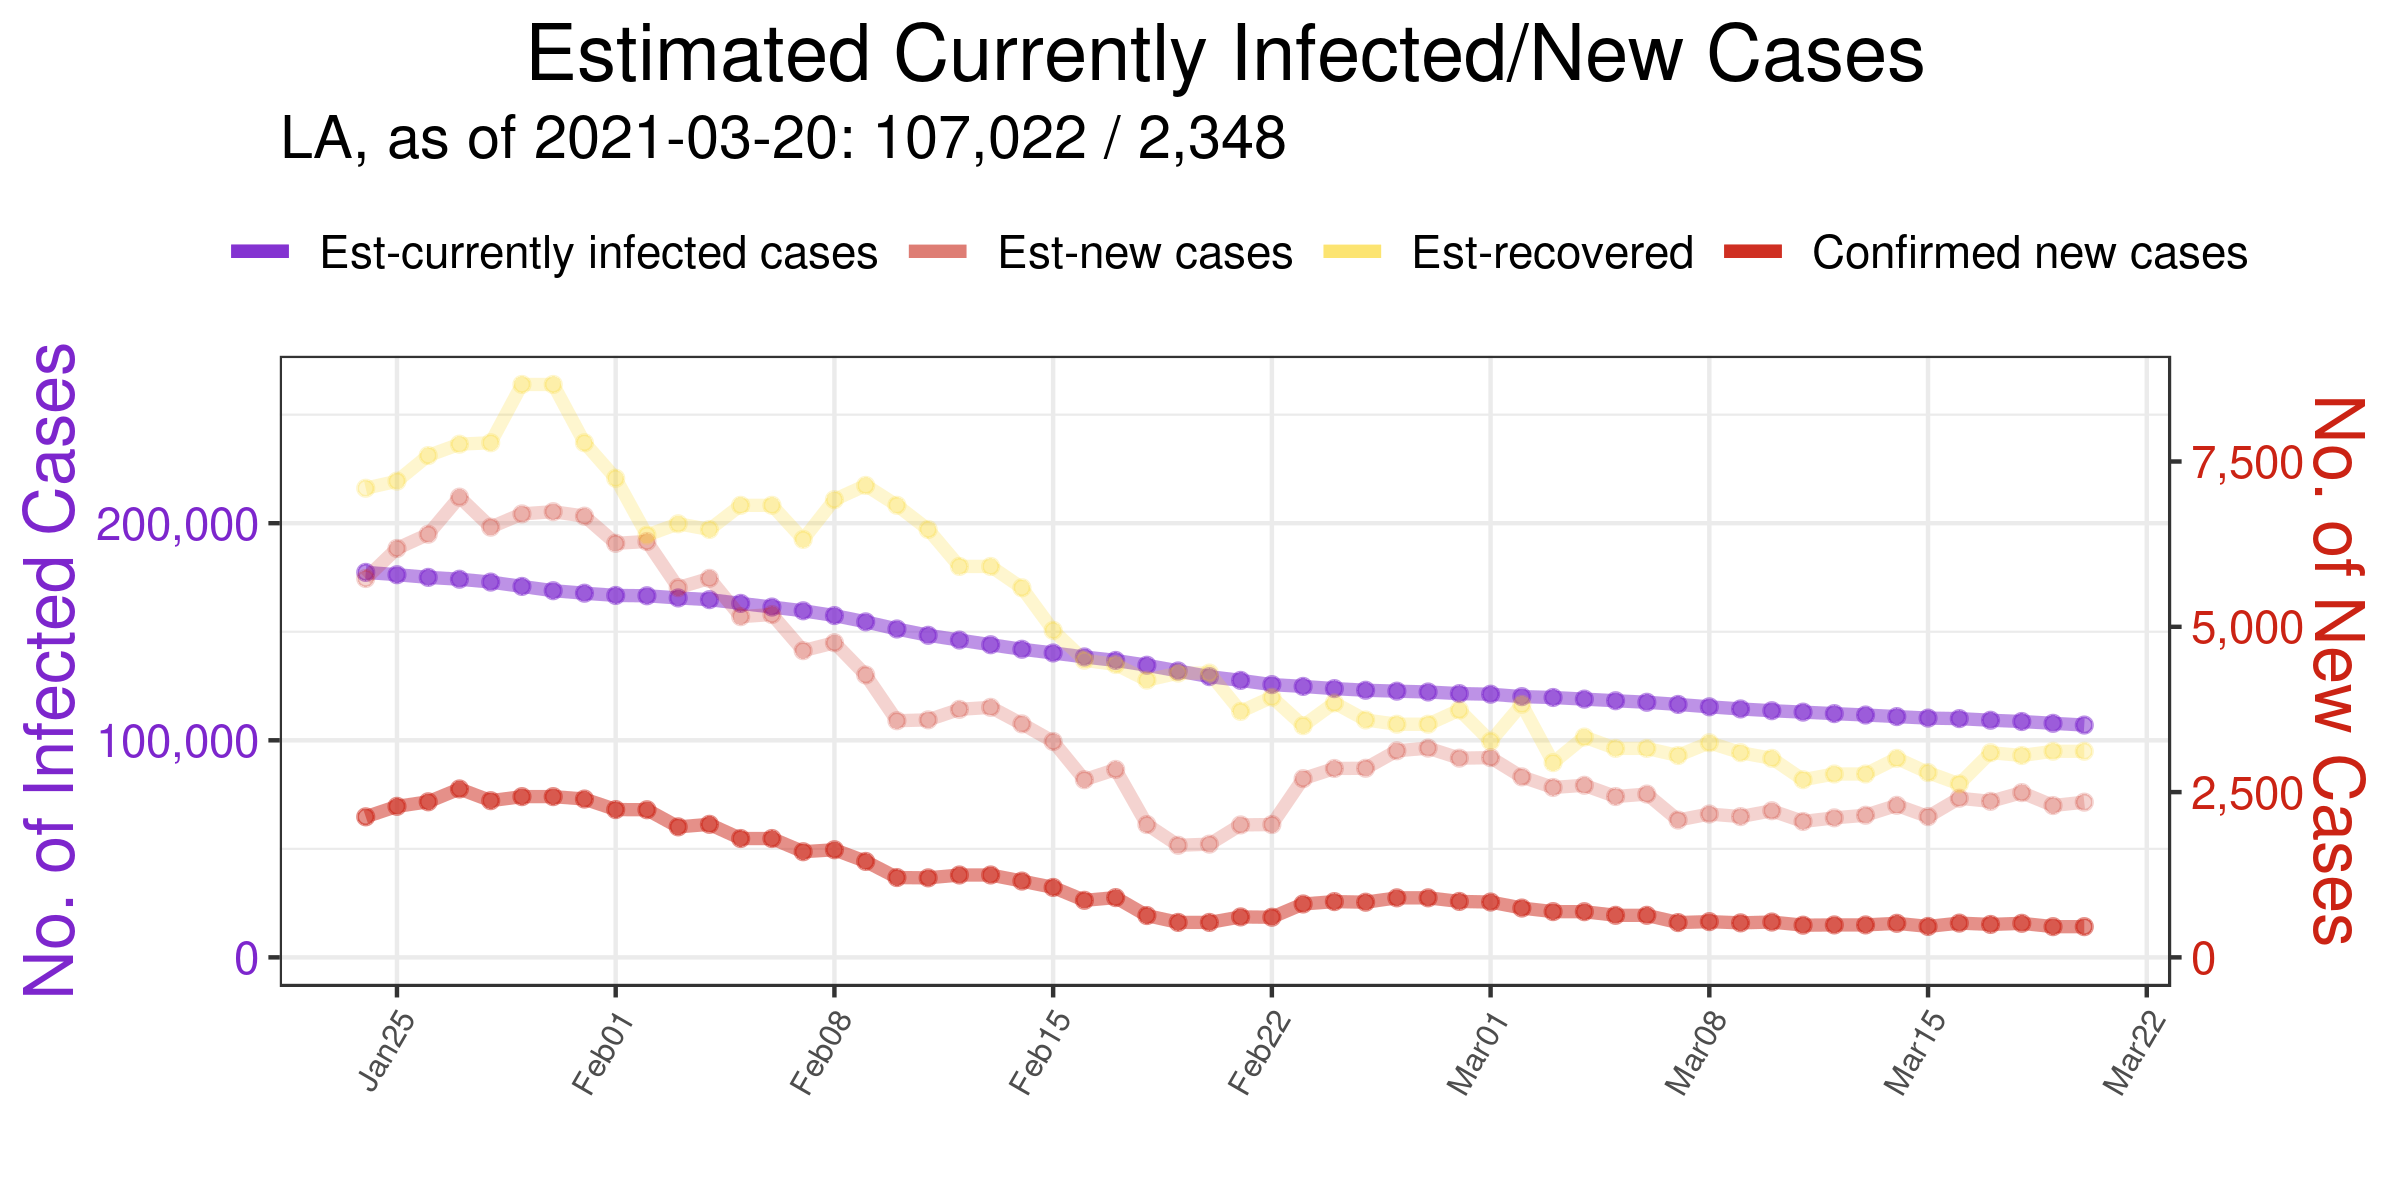 Estimated Currently Infected/New Cases
LA, as of 2021-03-20: 107,022 / 2,348
Est-currently infected cases Est-new cases Est-recovered Confirmed new cases
No. of Infected Cases
200,000
100,000
0
7,500
5,000
2,500
0
No. of New Cases
Jan25 Feb01 Feb08 Feb15 Feb22 Mar01 Mar08 Mar15 Mar22